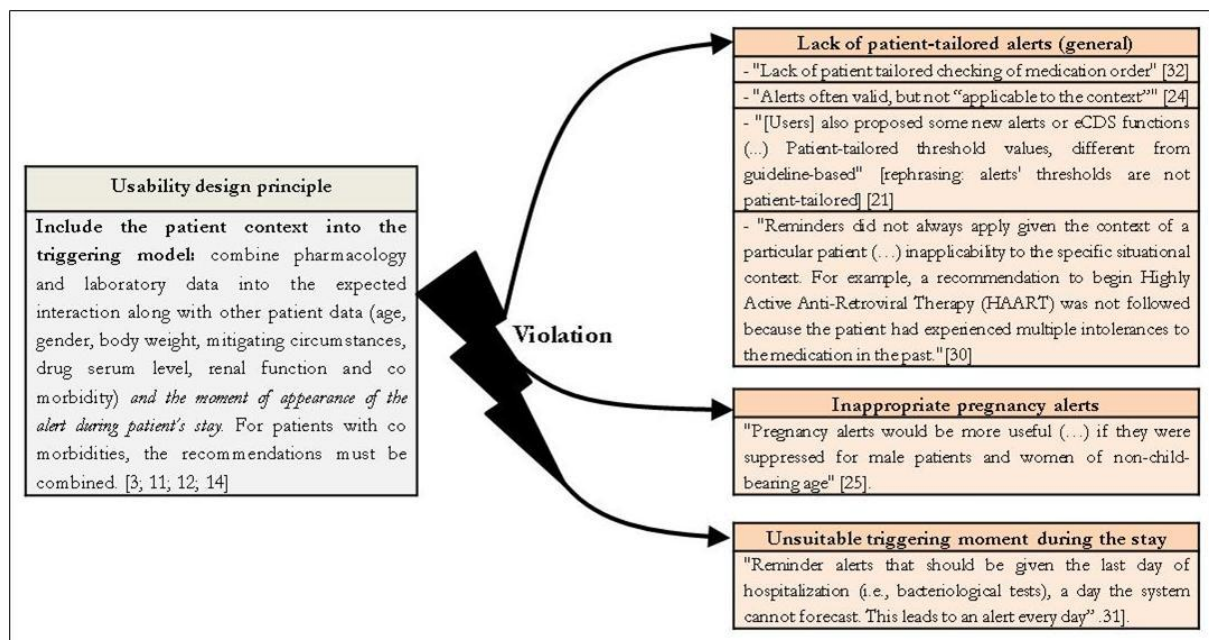 Usability design principle
Include the patient context into the
triggering model: combine pharmacology
and laboratory data into the expected
interaction along with other patient data (age,
gender, body weight, mitigating circumstances,
drug serum level, renal function and co
morbidity) and the moment of appearance of the
alert during patient's stay. For patients with co
morbidities, the recommendations must be
combined. [3; 11; 12; 14]
Violation
Lack of patient-tailored alerts (general)
- "Lack of patient tailored checking of medication order" [32]
- "Alerts often valid, but not “applicable to the context”" [24]
- "[Users] also proposed some new alerts or eCDS functions
(...) Patient-tailored threshold values, different from
guideline-based" [rephrasing: alerts' thresholds are not
patient-tailored] [21]
- "Reminders did not always apply given the context of a
particular patient (…) inapplicability to the specific situational
context. For example, a recommendation to begin Highly
Active Anti-Retroviral Therapy (HAART) was not followed
because the patient had experienced multiple intolerances to
the medication in the past."[30]
Inappropriate pregnancy alerts
"Pregnancy alerts would be more useful (…) if they were
suppressed for male patients and women of non-child-
bearing age" [25].
Unsuitable triggering moment during the stay
"Reminder alerts that should be given the last day of
hospitalization (i.e., bacteriological tests), a day the system
cannot forecast. This leads to an alert every day” .31].